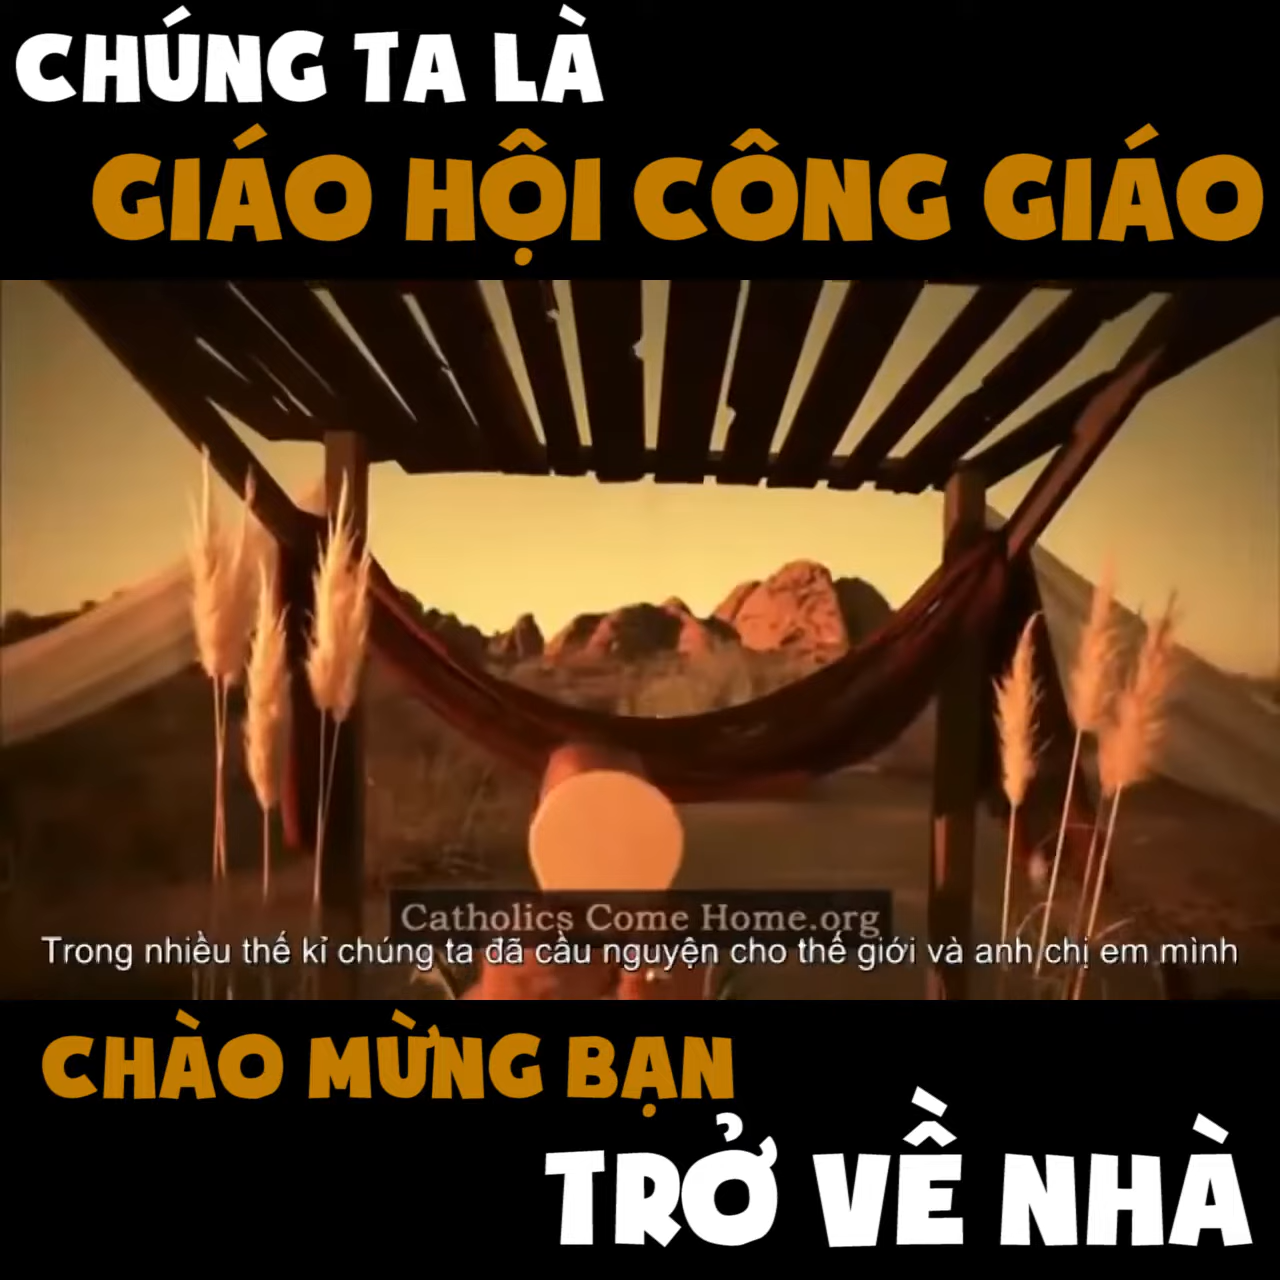 CHÚNG TA LÀ
GIÁO HỘI CÔNG GIÁO
Catholics Come Home.org
Trong nhiều thế kỉ chúng ta đã cầu nguyện cho thế giới và anh chị em mình
CHÀO MỪNG BẠN
TRỞ VỀ NHÀ